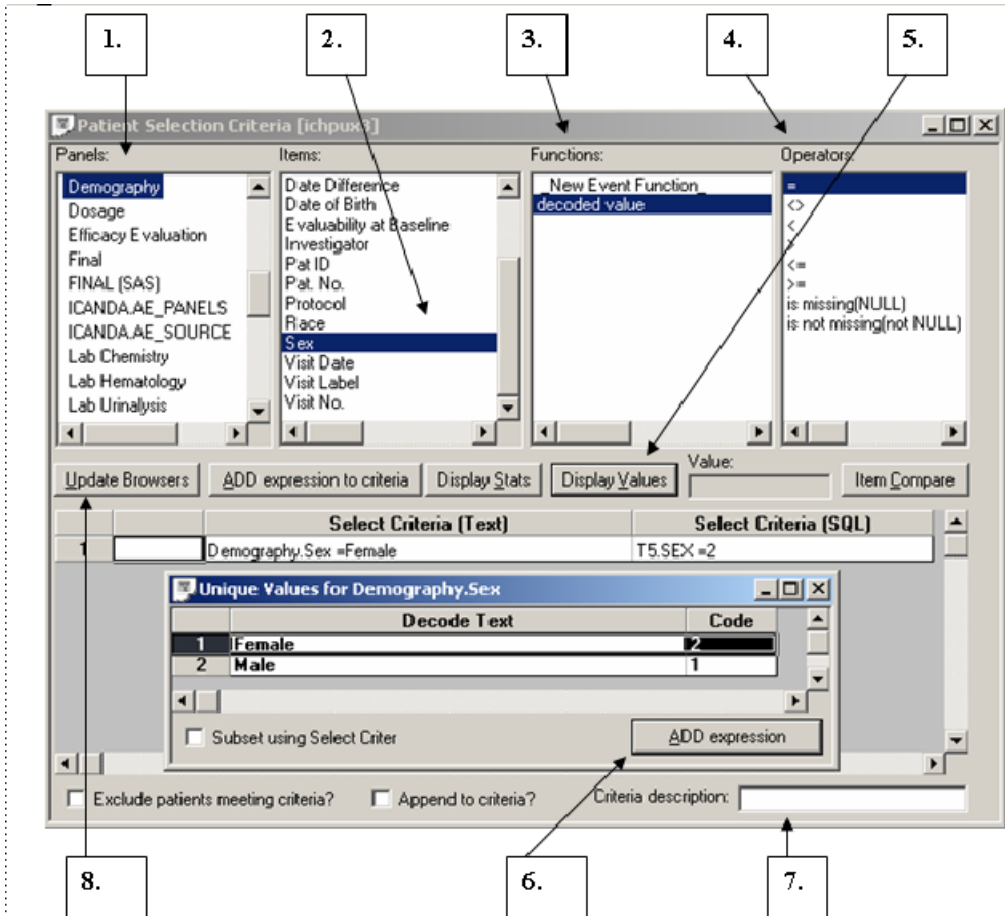 1. 2. 3. 4. 5.
Patient Selection Criteria [ichpux3]
Panels: Items: Functions: Operators:
Demography
Dosage
Efficacy Evaluation
Final
FINAL (SAS)
ICANDA.AE_PANELS
ICANDA.AE_SOURCE
Lab Chemistry
Lab Hematology
Lab Urinalysis
Date Difference
Date of Birth
Evaluability at Baseline
Investigator
Pat ID
Pat. No.
Protocol
Race
Sex
Visit Date
Visit Label
Visit No.
_New Event Function_
decoded value
=
<>
<
>
<=
>=
is missing(NULL)
is not missing(not NULL)
Update Browsers ADD expression to criteria Display Stats Display Values Value: Item Compare
Select Criteria (Text) Select Criteria (SQL)
1 Demography.Sex =Female T5.SEX =2
Unique Values for Demography.Sex
Decode Text Code
1 Female 2
2 Male 1
Subset using Select Criter ADD expression
Exclude patients meeting criteria? Append to criteria? Criteria description:
8. 6. 7.